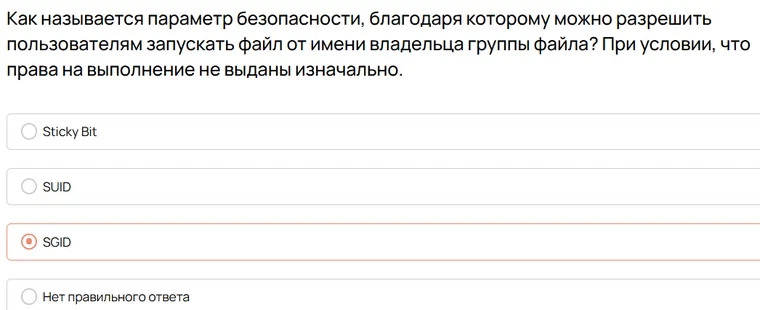 Как называется параметр безопасности, благодаря которому можно разрешить
пользователям запускать файл от имени владельца группы файла? При условии, что
права на выполнение не выданы изначально.
Sticky Bit
SUID
SGID
Нет правильного ответа